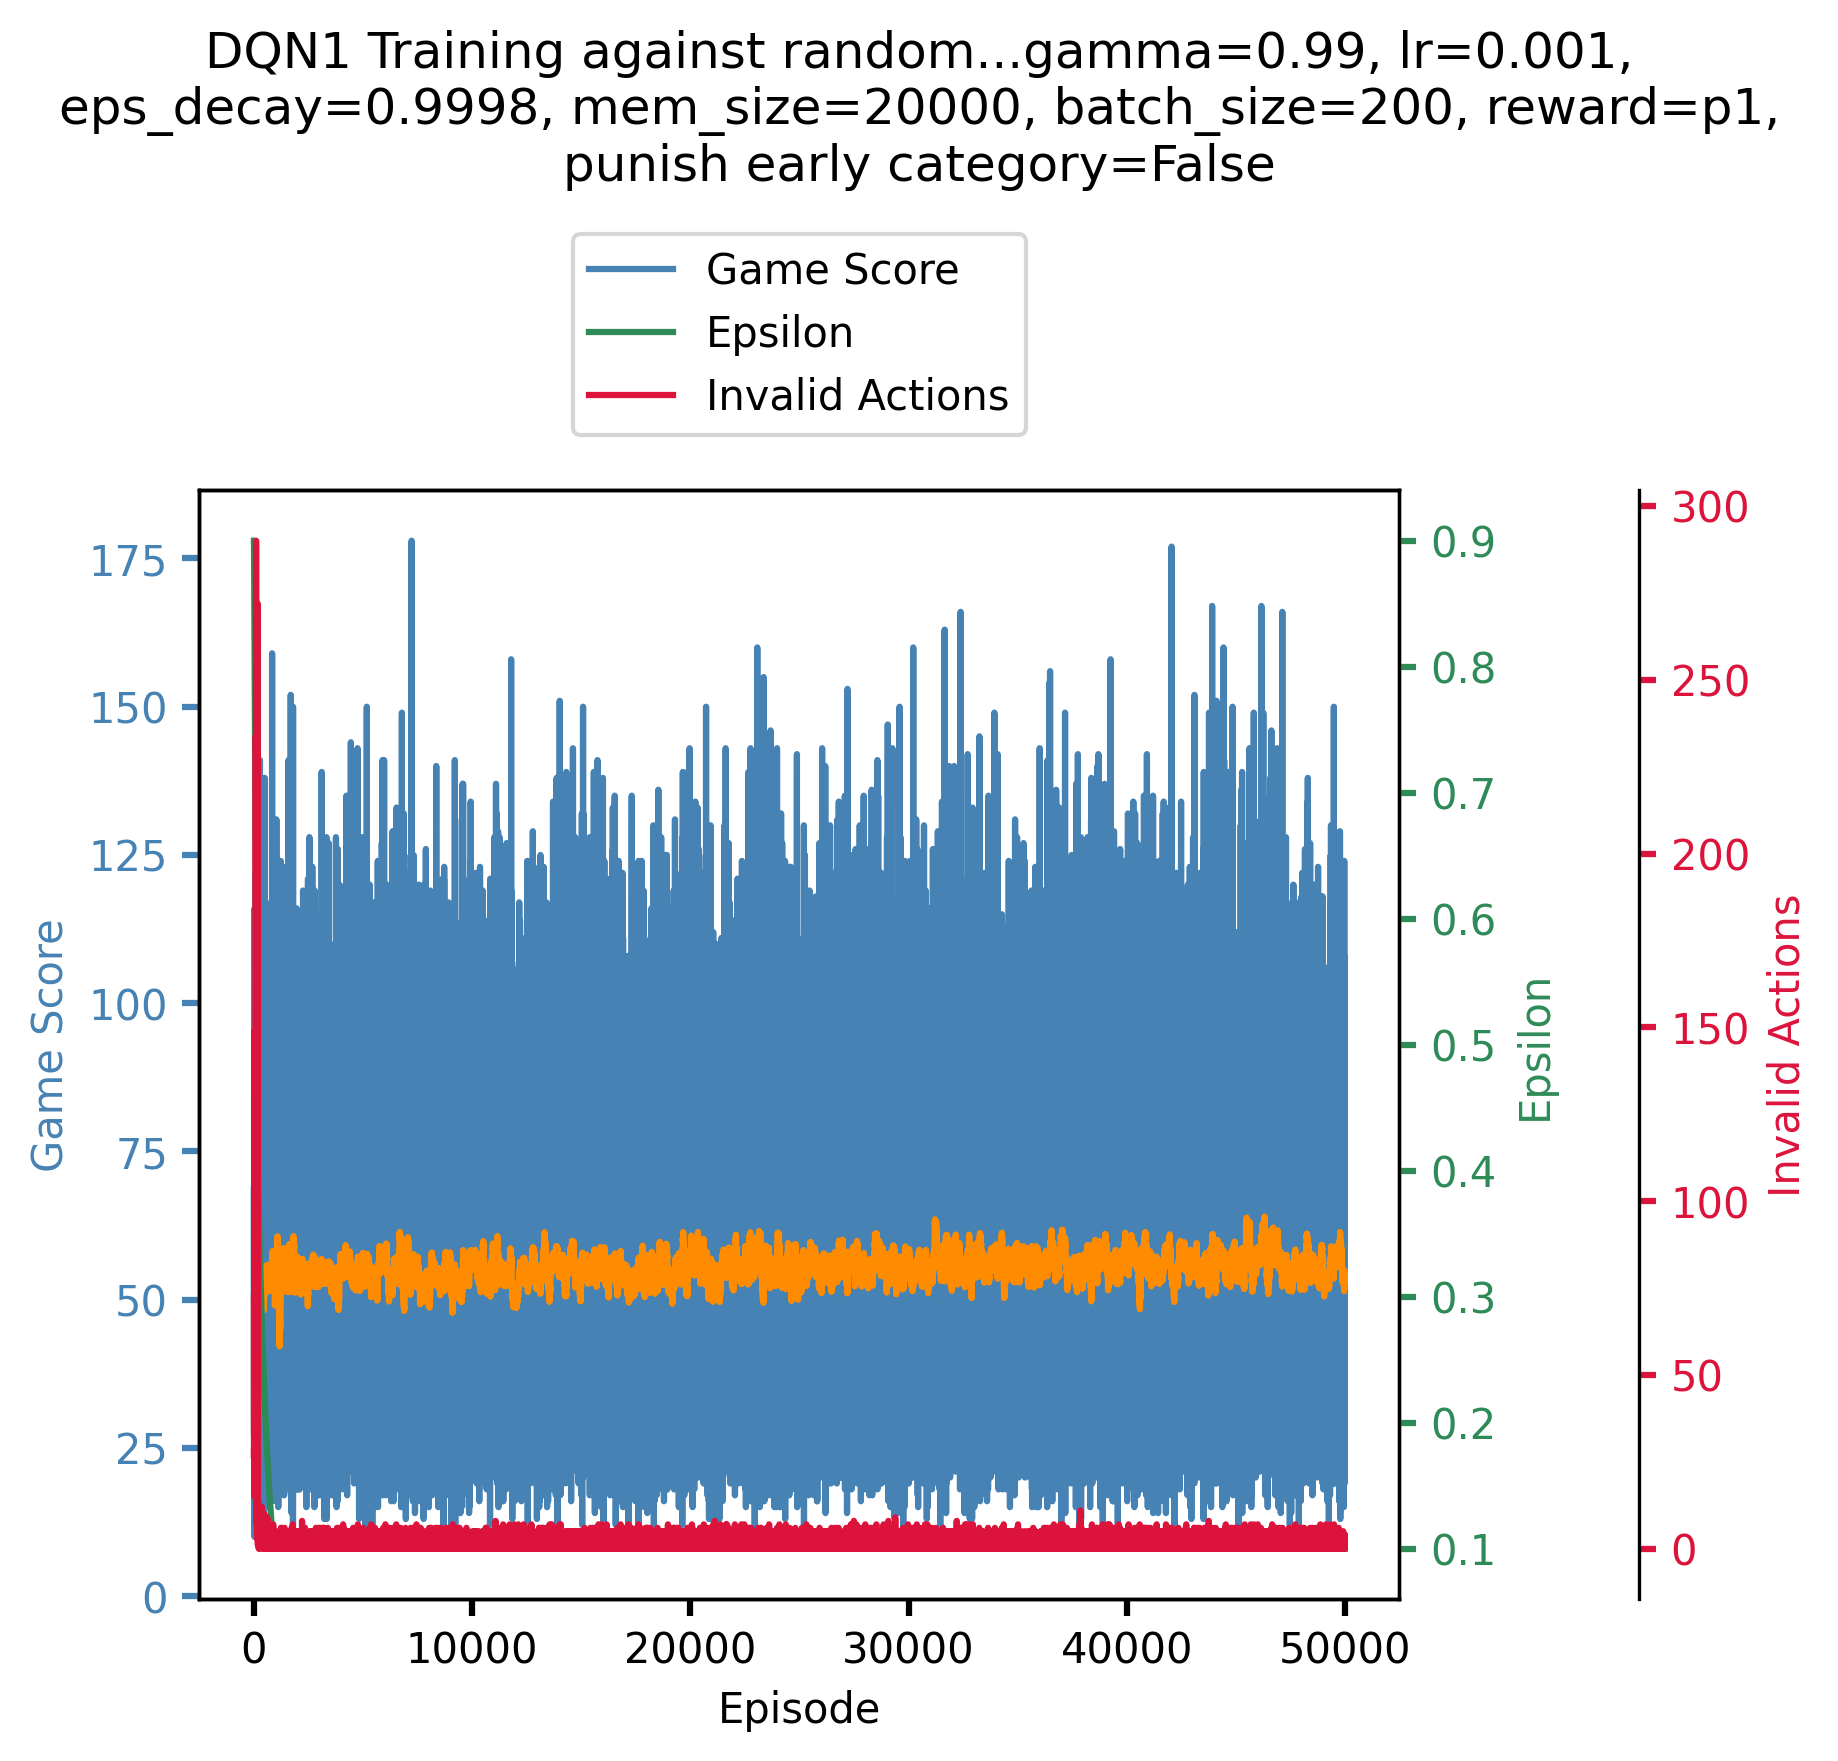 DQN1 Training against random...gamma=0.99, lr=0.001,
eps_decay=0.9998, mem_size=20000, batch_size=200, reward=p1,
punish early category=False
Game Score
Epsilon
Invalid Actions
175
150
125
100
75
50
25
0
Game Score
0.9
0.8
0.7
0.6
0.5
0.4
0.3
0.2
0.1
Epsilon
300
250
200
150
100
50
0
Invalid Actions
0 10000 20000 30000 40000 50000
Episode